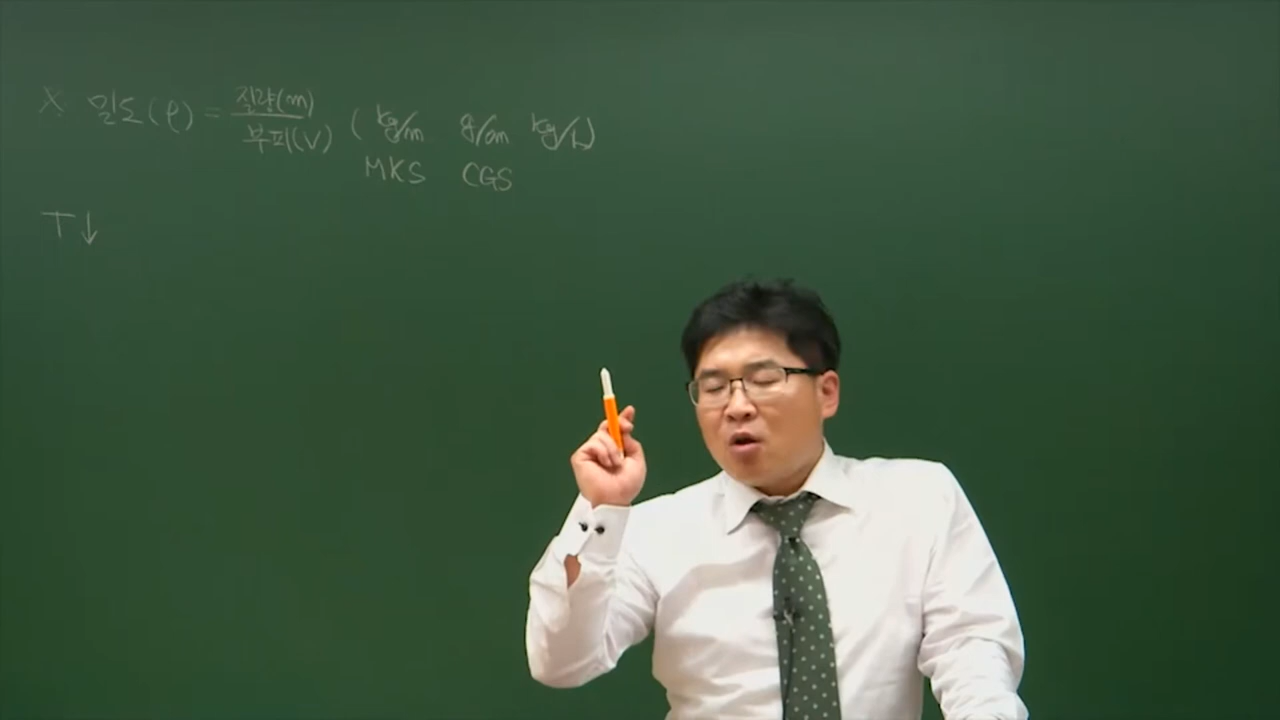 ※ 밀도(ρ) = 질량(m) / 부피(V) (kg/m g/cm kg/L)
MKS CGS
T↓